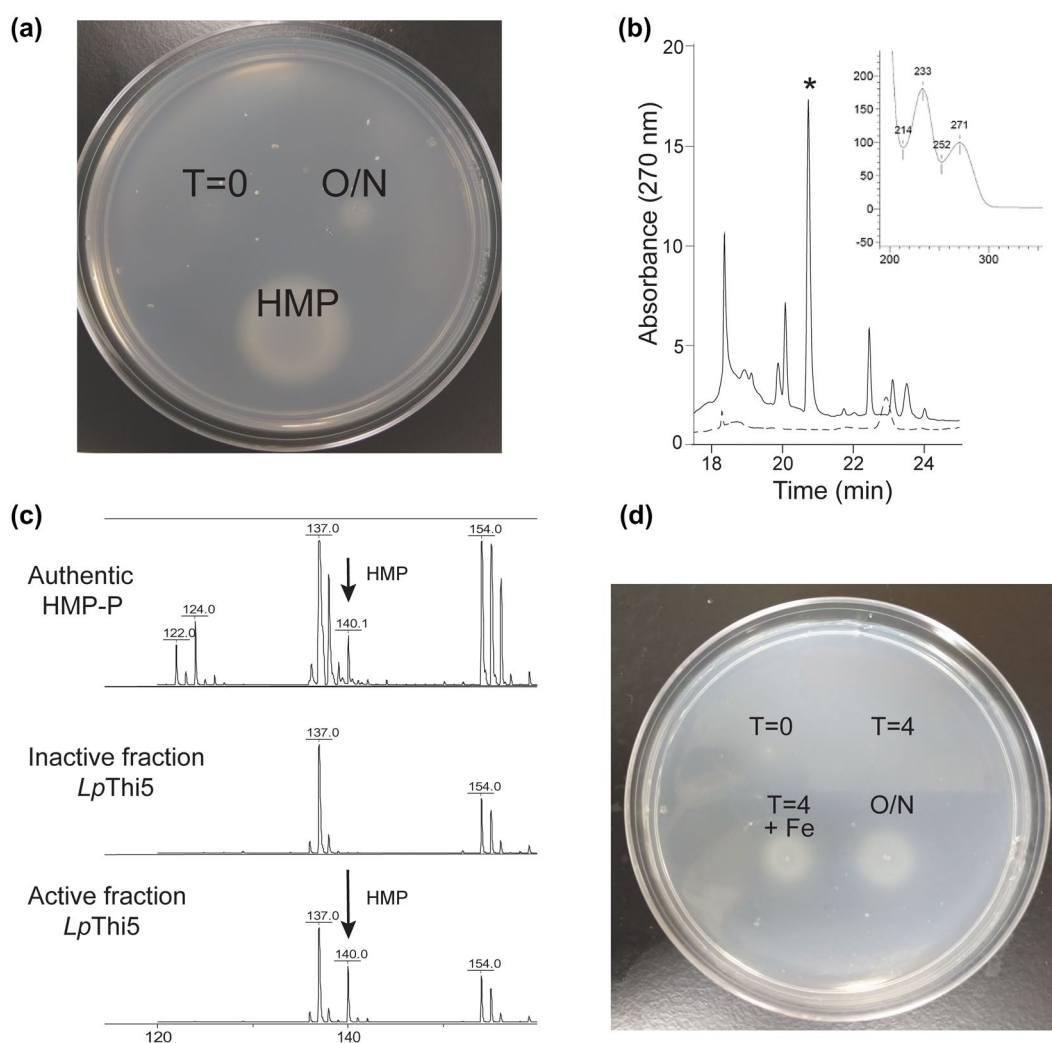 (a)
T=0
O/N
HMP
(b)
Absorbance (270 nm)
20
15
10
5
0
18
20
22
24
Time (min)
*
200
150
100
50
0
-50
200
300
214
233
252
271
(c)
Authentic
HMP-P
122.0
124.0
137.0
HMP
140.1
154.0
Inactive fraction
LpThi5
137.0
154.0
Active fraction
LpThi5
137.0
HMP
140.0
154.0
120
140
(d)
T=0
T=4
T=4
+ Fe
O/N